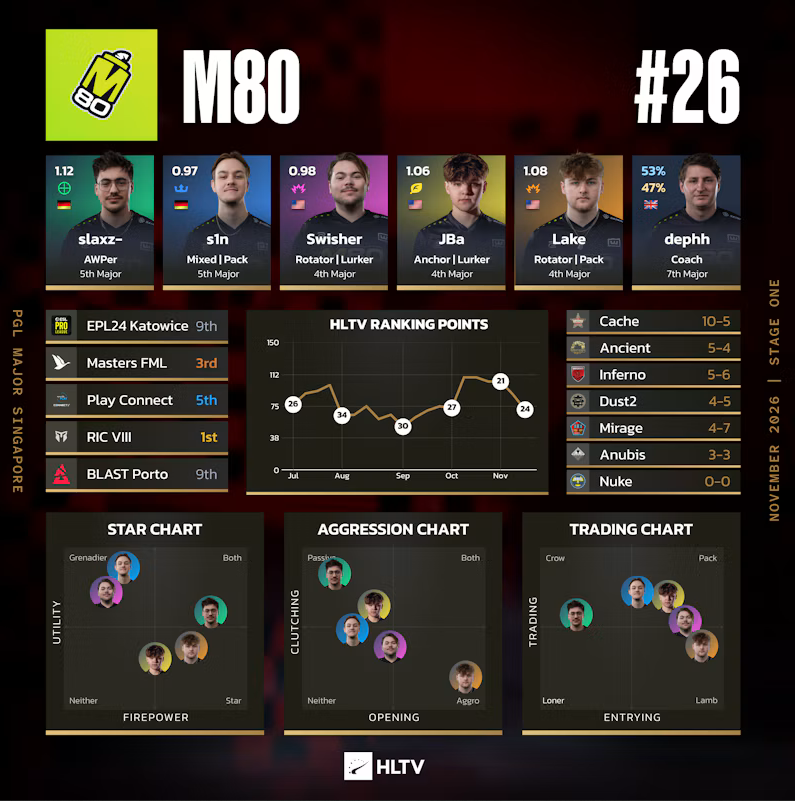 M
80
M80
#26
1.12
slaxz-
AWPer
5th Major
0.97
s1n
Mixed | Pack
5th Major
0.98
Swisher
Rotator | Lurker
4th Major
1.06
JBa
Anchor | Lurker
4th Major
1.08
Lake
Rotator | Pack
4th Major
53%
47%
dephh
Coach
7th Major
PGL MAJOR SINGAPORE
ESL PRO LEAGUE
EPL24 Katowice 9th
Masters FML 3rd
Play Connect 5th
RIC VIII 1st
BLAST Porto 9th
HLTV RANKING POINTS
150
112
75
38
0
26
34
30
27
21
24
Jul
Aug
Sep
Oct
Nov
Cache 10-5
Ancient 5-4
Inferno 5-6
Dust2 4-5
Mirage 4-7
Anubis 3-3
Nuke 0-0
NOVEMBER 2026 | STAGE ONE
STAR CHART
Grenadier
Both
UTILITY
Neither
Star
FIREPOWER
AGGRESSION CHART
Passive
Both
CLUTCHING
Neither
Aggro
OPENING
TRADING CHART
Crow
Pack
TRADING
Loner
Lamb
ENTRYING
HLTV